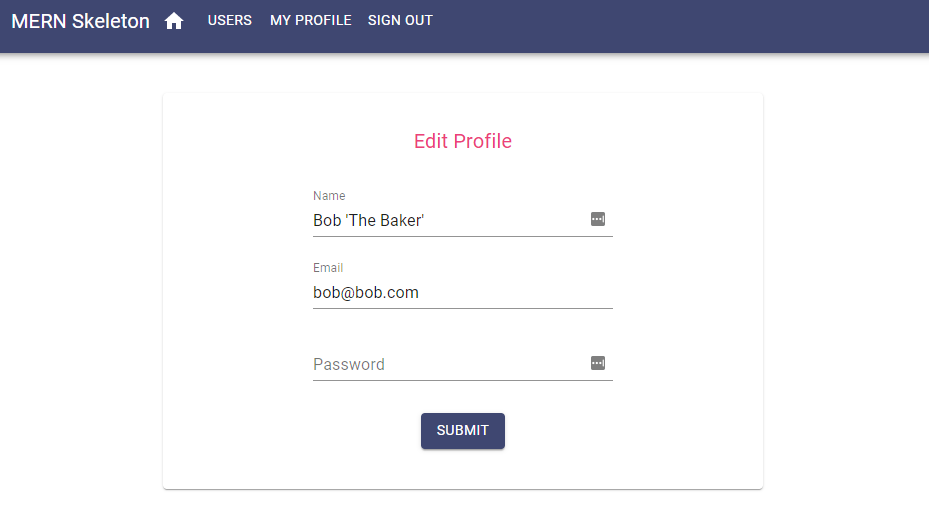 MERN Skeleton USERS MY PROFILE SIGN OUT
Edit Profile
Name
Bob 'The Baker'
Email
bob@bob.com
Password
SUBMIT